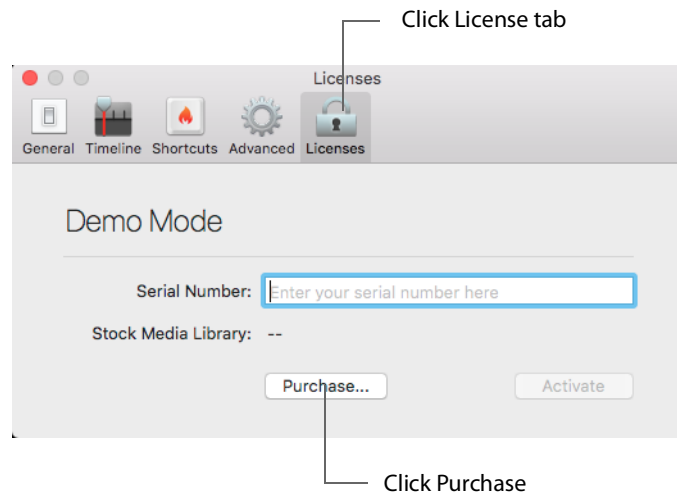 Click License tab
Licenses
General Timeline Shortcuts Advanced Licenses
Demo Mode
Serial Number: Enter your serial number here
Stock Media Library: --
Purchase... Activate
Click Purchase